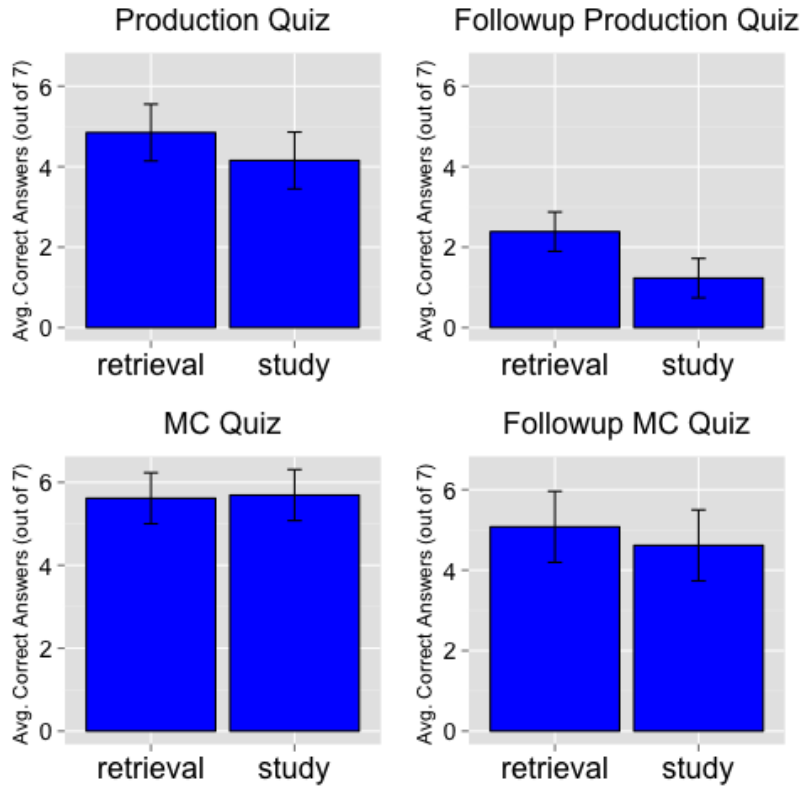 Production Quiz
Avg. Correct Answers (out of 7)
6
4
2
0
retrieval study
Followup Production Quiz
Avg. Correct Answers (out of 7)
6
4
2
0
retrieval study
MC Quiz
Avg. Correct Answers (out of 7)
6
4
2
0
retrieval study
Followup MC Quiz
Avg. Correct Answers (out of 7)
6
4
2
0
retrieval study